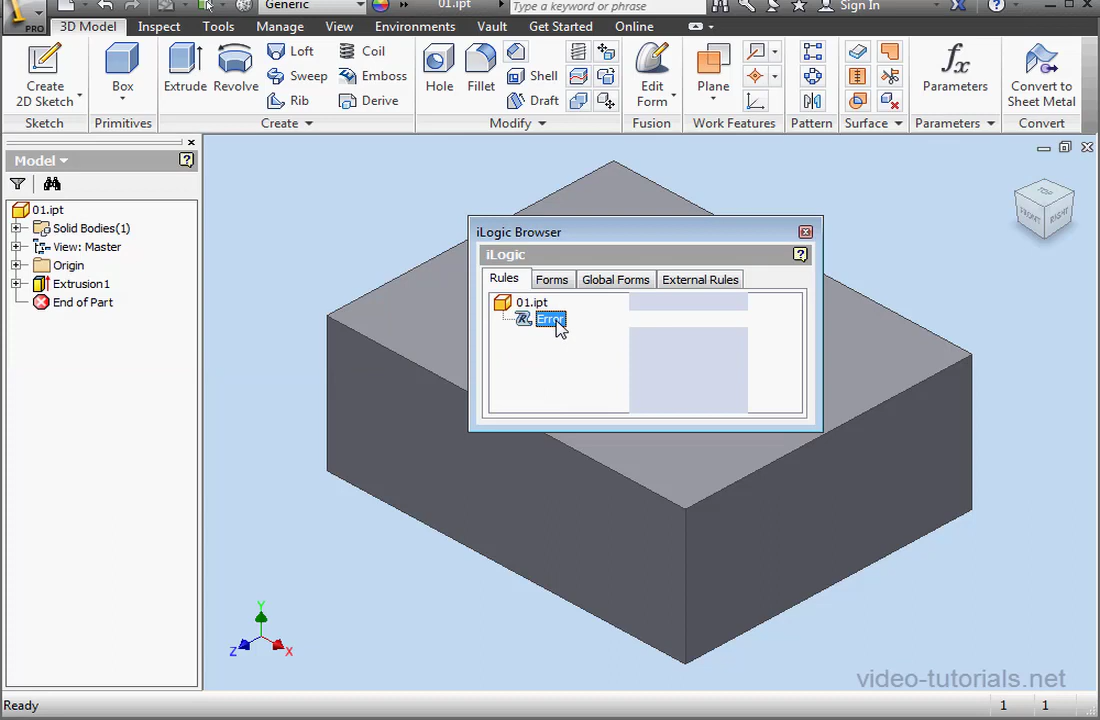 Generic 01.ipt Type a keyword or phrase Sign In
PRO 3D Model Inspect Tools Manage View Environments Vault Get Started Online
Create 2D Sketch Box Extrude Revolve Loft Sweep Rib Coil Emboss Derive Hole Fillet Shell Draft Edit Form Plane Parameters Convert to Sheet Metal
Sketch Primitives Create Modify Fusion Work Features Pattern Surface Parameters Convert
Model
01.ipt
Solid Bodies(1)
View: Master
Origin
Extrusion1
End of Part
iLogic Browser
iLogic
Rules Forms Global Forms External Rules
01.ipt
Error
TOP
FRONT RIGHT
Y
Z X
video-tutorials.net
Ready 1 1